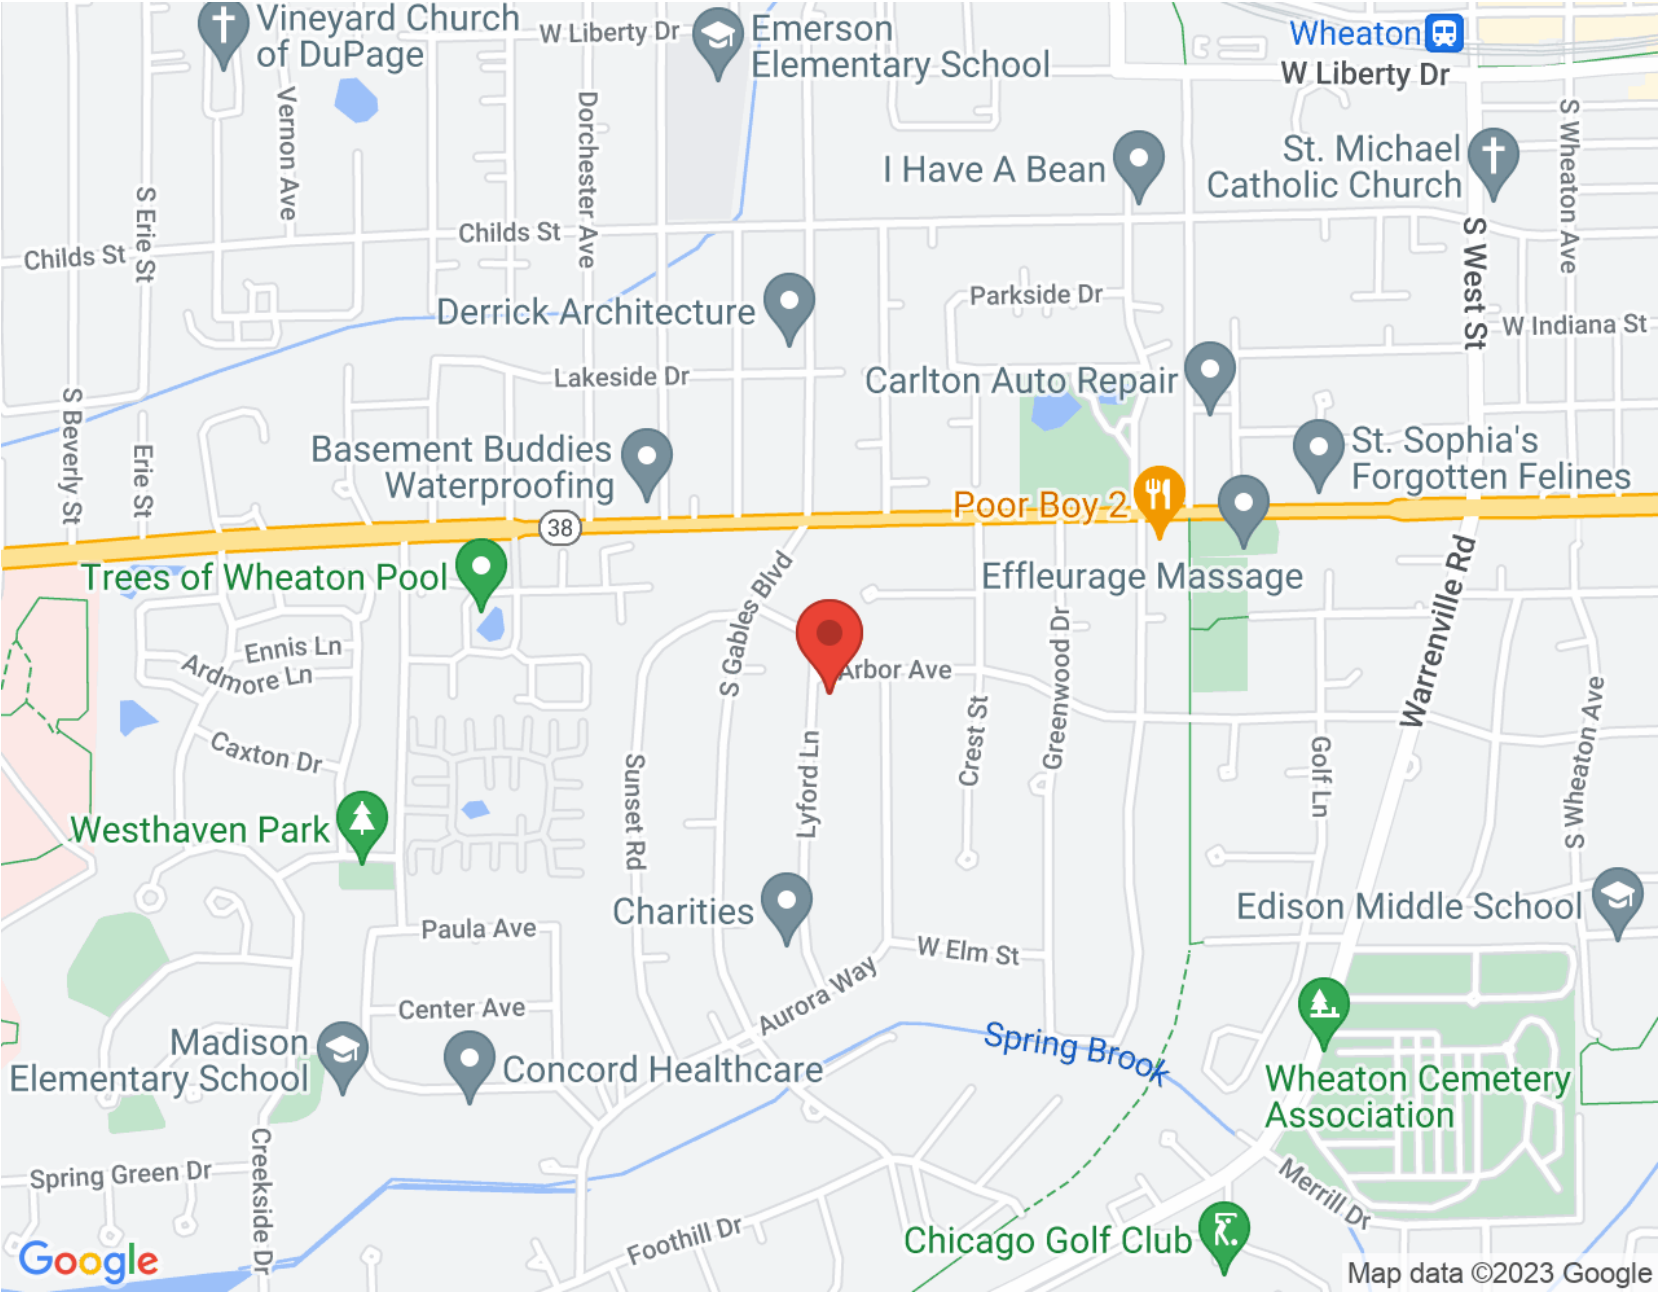 Vineyard Church
of DuPage
W Liberty Dr
Emerson
Elementary School
Wheaton
W Liberty Dr
Vernon Ave
Dorchester Ave
S Wheaton Ave
I Have A Bean
St. Michael
Catholic Church
S Erie St
Childs St
Childs St
S West St
Derrick Architecture
Parkside Dr
W Indiana St
Lakeside Dr
Carlton Auto Repair
S Beverly St
Erie St
Basement Buddies
Waterproofing
St. Sophia's
Forgotten Felines
Poor Boy 2
38
Trees of Wheaton Pool
Effleurage Massage
S Gables Blvd
Greenwood Dr
Warrenville Rd
Ennis Ln
Ardmore Ln
Arbor Ave
Caxton Dr
Sunset Rd
Lyford Ln
Crest St
Golf Ln
S Wheaton Ave
Westhaven Park
Charities
Edison Middle School
Paula Ave
W Elm St
Aurora Way
Center Ave
Madison
Elementary School
Concord Healthcare
Spring Brook
Wheaton Cemetery
Association
Spring Green Dr
Creekside Dr
Merrill Dr
Foothill Dr
Chicago Golf Club
Google
Map data ©2023 Google